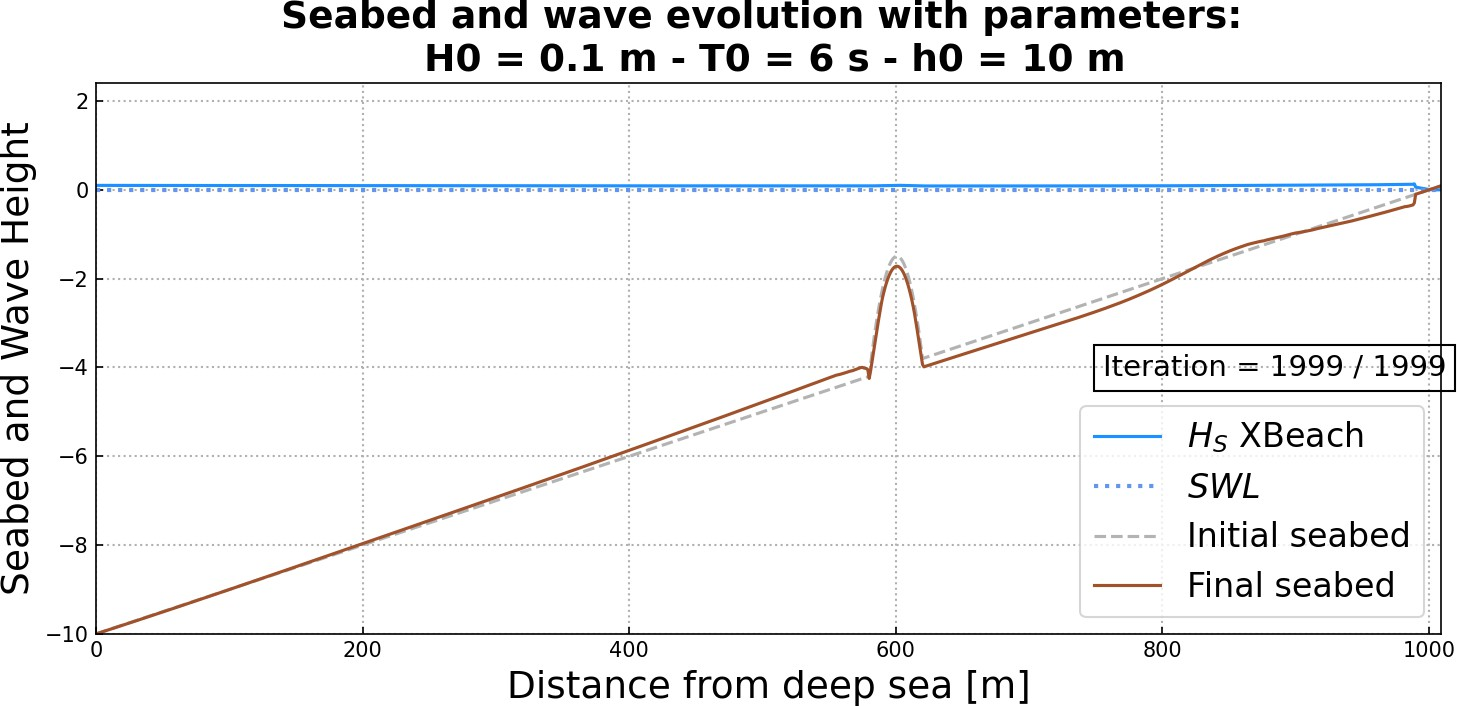 Seabed and wave evolution with parameters:
H0 = 0.1 m - T0 = 6 s - h0 = 10 m
Seabed and Wave Height
2
0
−2
−4
−6
−8
−10
Iteration = 1999 / 1999
H_S XBeach
SWL
Initial seabed
Final seabed
0 200 400 600 800 1000
Distance from deep sea [m]